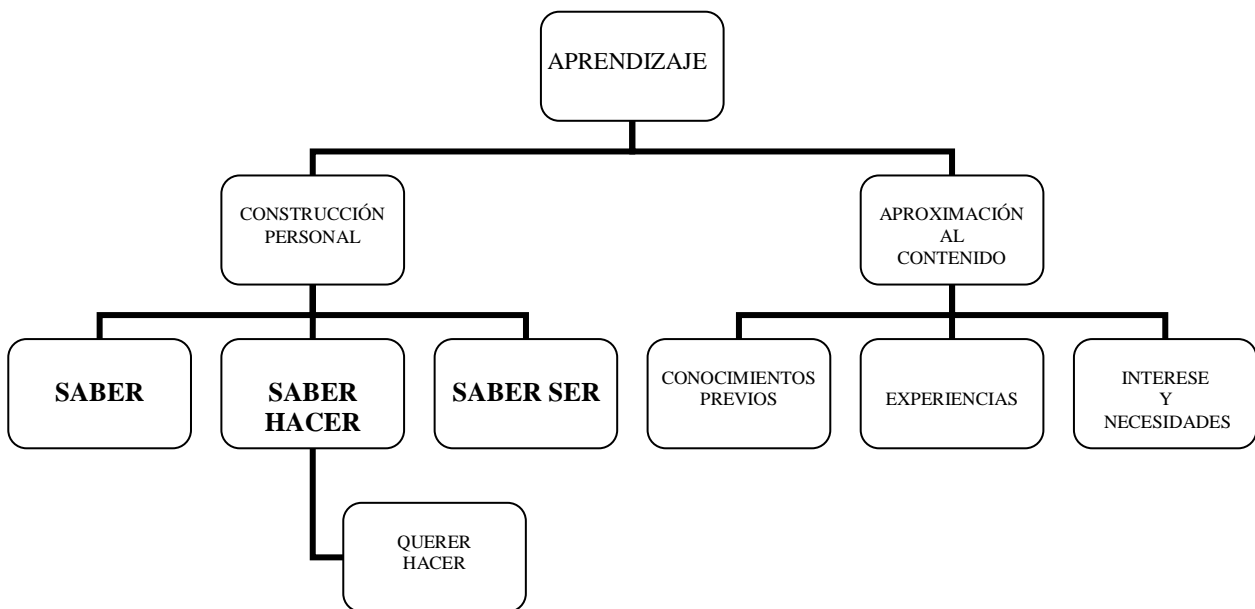 APRENDIZAJE
CONSTRUCCIÓN
PERSONAL
APROXIMACIÓN
AL
CONTENIDO
SABER
SABER
HACER
SABER SER
CONOCIMIENTOS
PREVIOS
EXPERIENCIAS
INTERESE
Y
NECESIDADES
QUERER
HACER